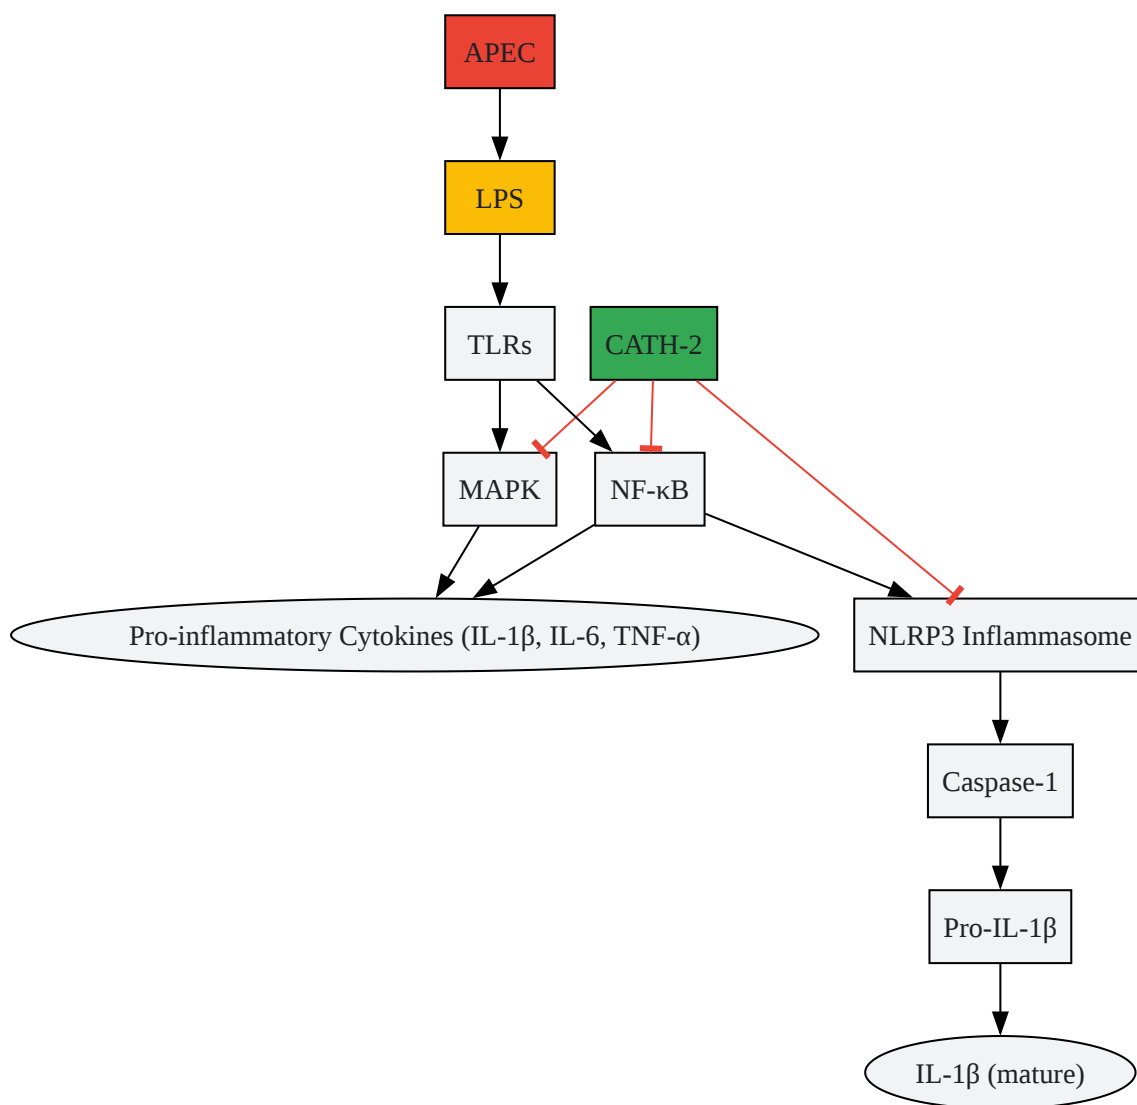 APEC
LPS
TLRs
CATH-2
MAPK
NF-κB
Pro-inflammatory Cytokines (IL-1β, IL-6, TNF-α)
NLRP3 Inflammasome
Caspase-1
Pro-IL-1β
IL-1β (mature)